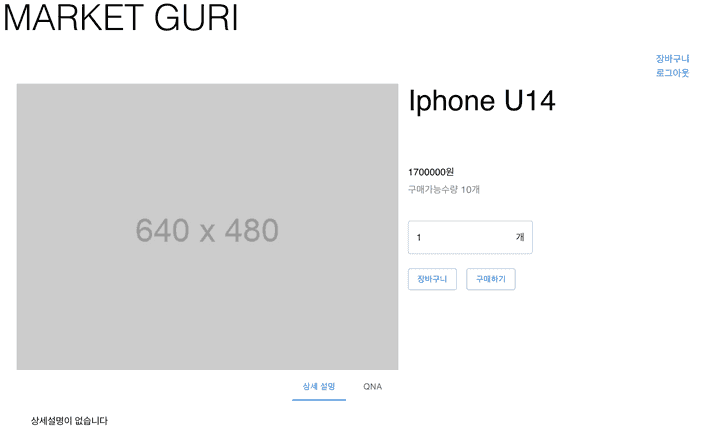 MARKET GURI
장바구니
로그아웃
Iphone U14
1700000원
구매가능수량 10개
640 x 480
1 개
장바구니 구매하기
상세 설명 QNA
상세설명이 없습니다